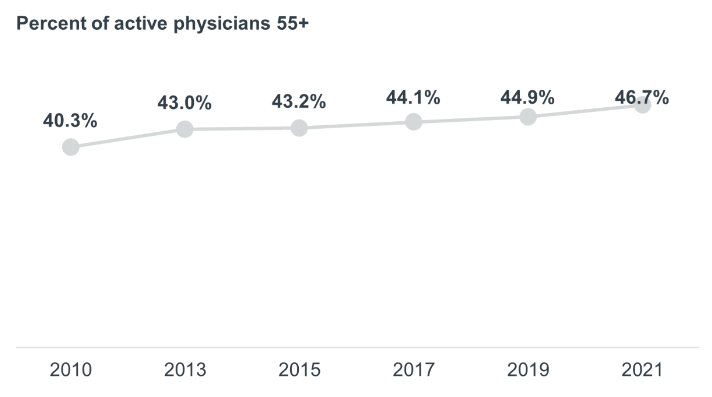 Percent of active physicians 55+
40.3% 43.0% 43.2% 44.1% 44.9% 46.7%
2010 2013 2015 2017 2019 2021